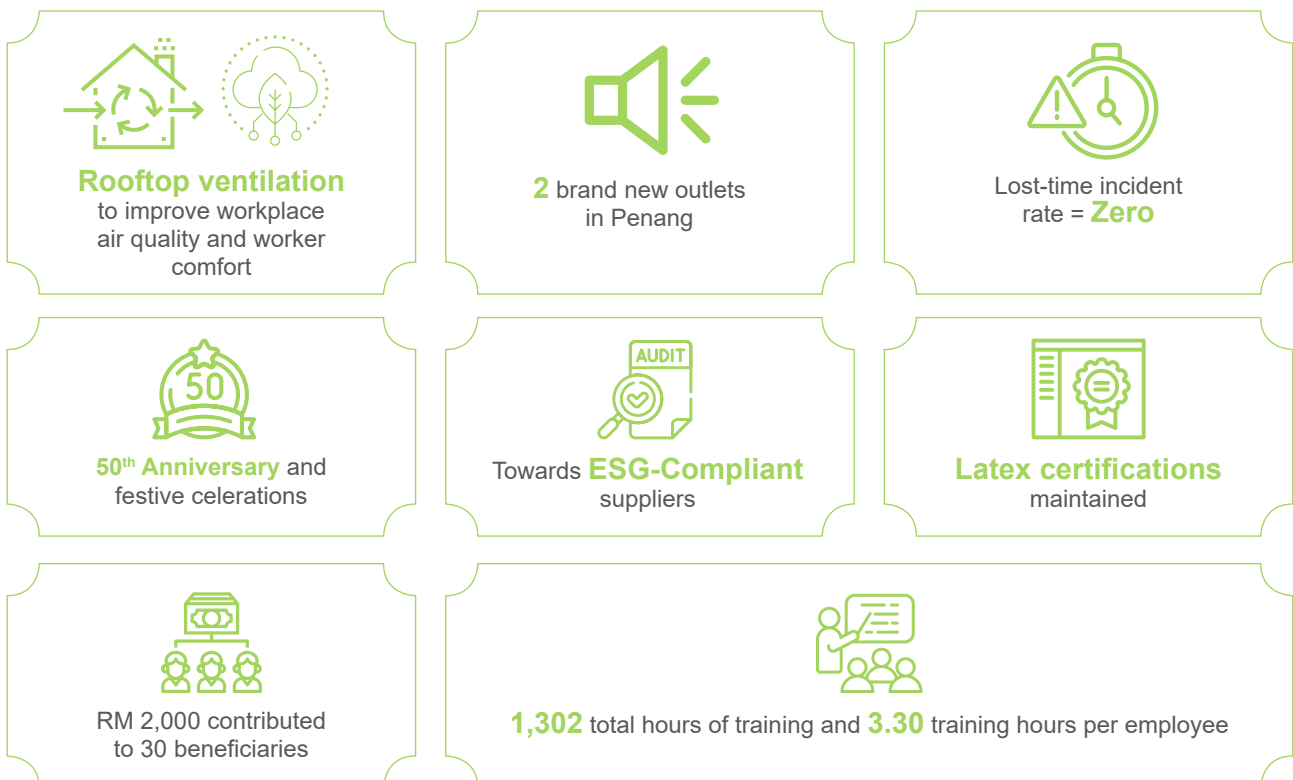 Rooftop ventilation
to improve workplace
air quality and worker
comfort
2 brand new outlets
in Penang
Lost-time incident
rate = Zero
50
50th Anniversary and
festive celerations
AUDIT
Towards ESG-Compliant
suppliers
Latex certifications
maintained
RM 2,000 contributed
to 30 beneficiaries
1,302 total hours of training and 3.30 training hours per employee